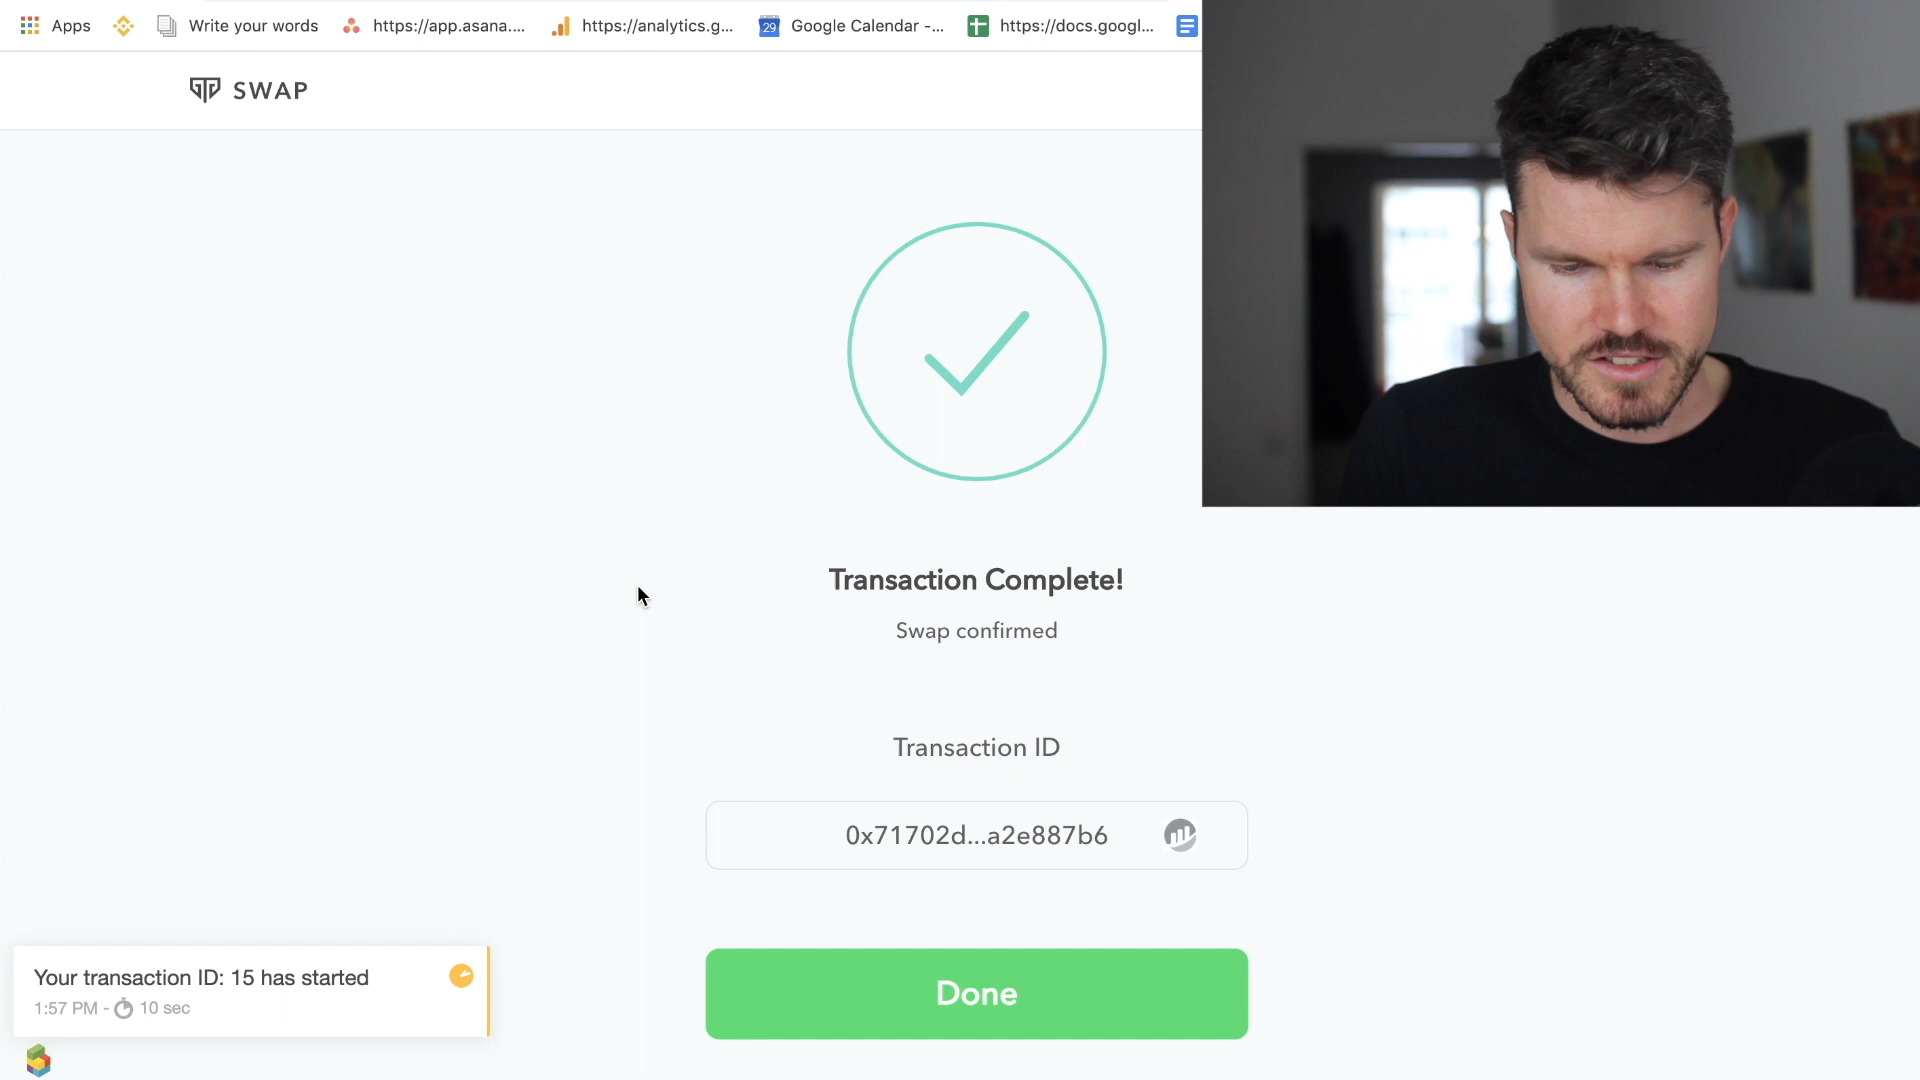 Apps
Write your words
https://app.asana....
https://analytics.g...
29
Google Calendar -...
https://docs.googl...
SWAP
Transaction Complete!
Swap confirmed
Transaction ID
0x71702d...a2e887b6
Done
Your transaction ID: 15 has started
1:57 PM - 10 sec